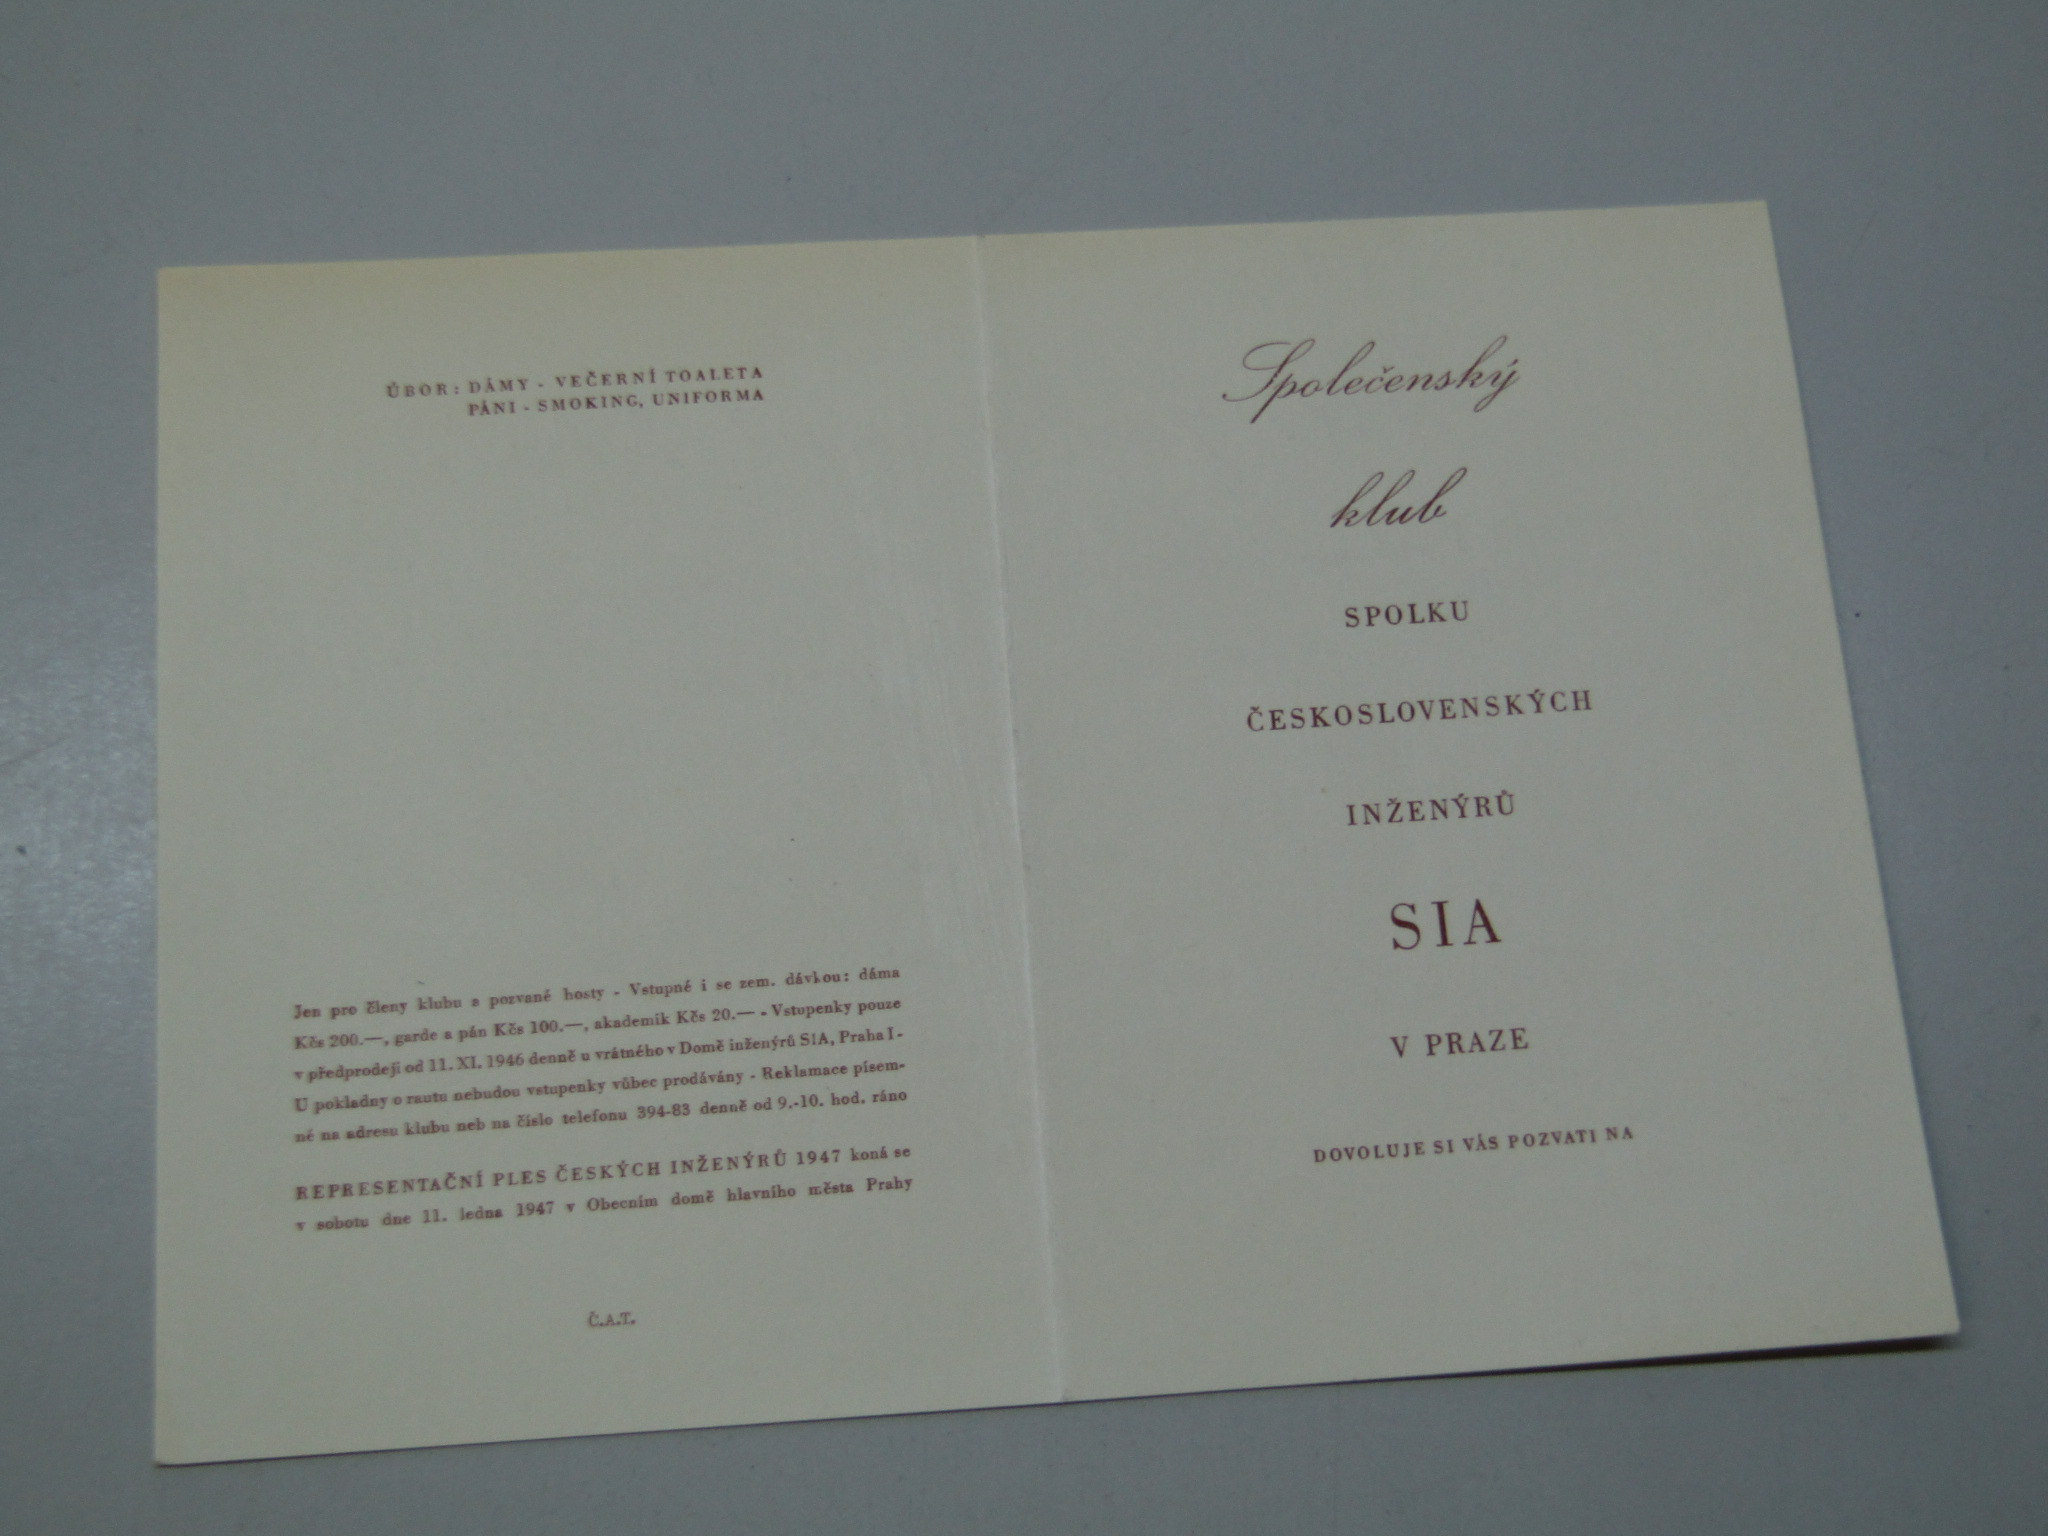 ÚBOR: DÁMY - VEČERNÍ TOALETA
PÁNI - SMOKING, UNIFORMA
Jen pro členy klubu a pozvané hosty - Vstupné i se zem. dávkou: dáma
Kčs 200.—, garde a pán Kčs 100.—, akademik Kčs 20.— - Vstupenky pouze
v předprodeji od 11. XI. 1946 denně u vrátného v Domě inženýrů SIA, Praha I -
U pokladny o rautu nebudou vstupenky vůbec prodávány - Reklamace písem-
ně na adresu klubu neb na číslo telefonu 394-83 denně od 9.-10. hod. ráno
REPRESENTAČNÍ PLES ČESKÝCH INŽENÝRŮ 1947 koná se
v sobotu dne 11. ledna 1947 v Obecním domě hlavního města Prahy
Č.A.T.
Společenský
klub
SPOLKU
ČESKOSLOVENSKÝCH
INŽENÝRŮ
SIA
V PRAZE
DOVOLUJE SI VÁS POZVATI NA